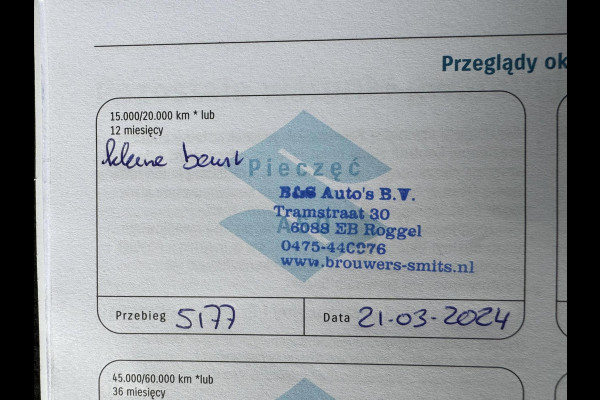 Przeglądy ok
15.000/20.000 km * lub
12 miesięcy
kleine beurt
Pieczęć
B&S Auto's B.V.
Tramstraat 30
6088 EB Roggel
0475-440076
www.brouwers-smits.nl
Przebieg 5177
Data 21-03-2024
45.000/60.000 km *lub
36 miesięcy